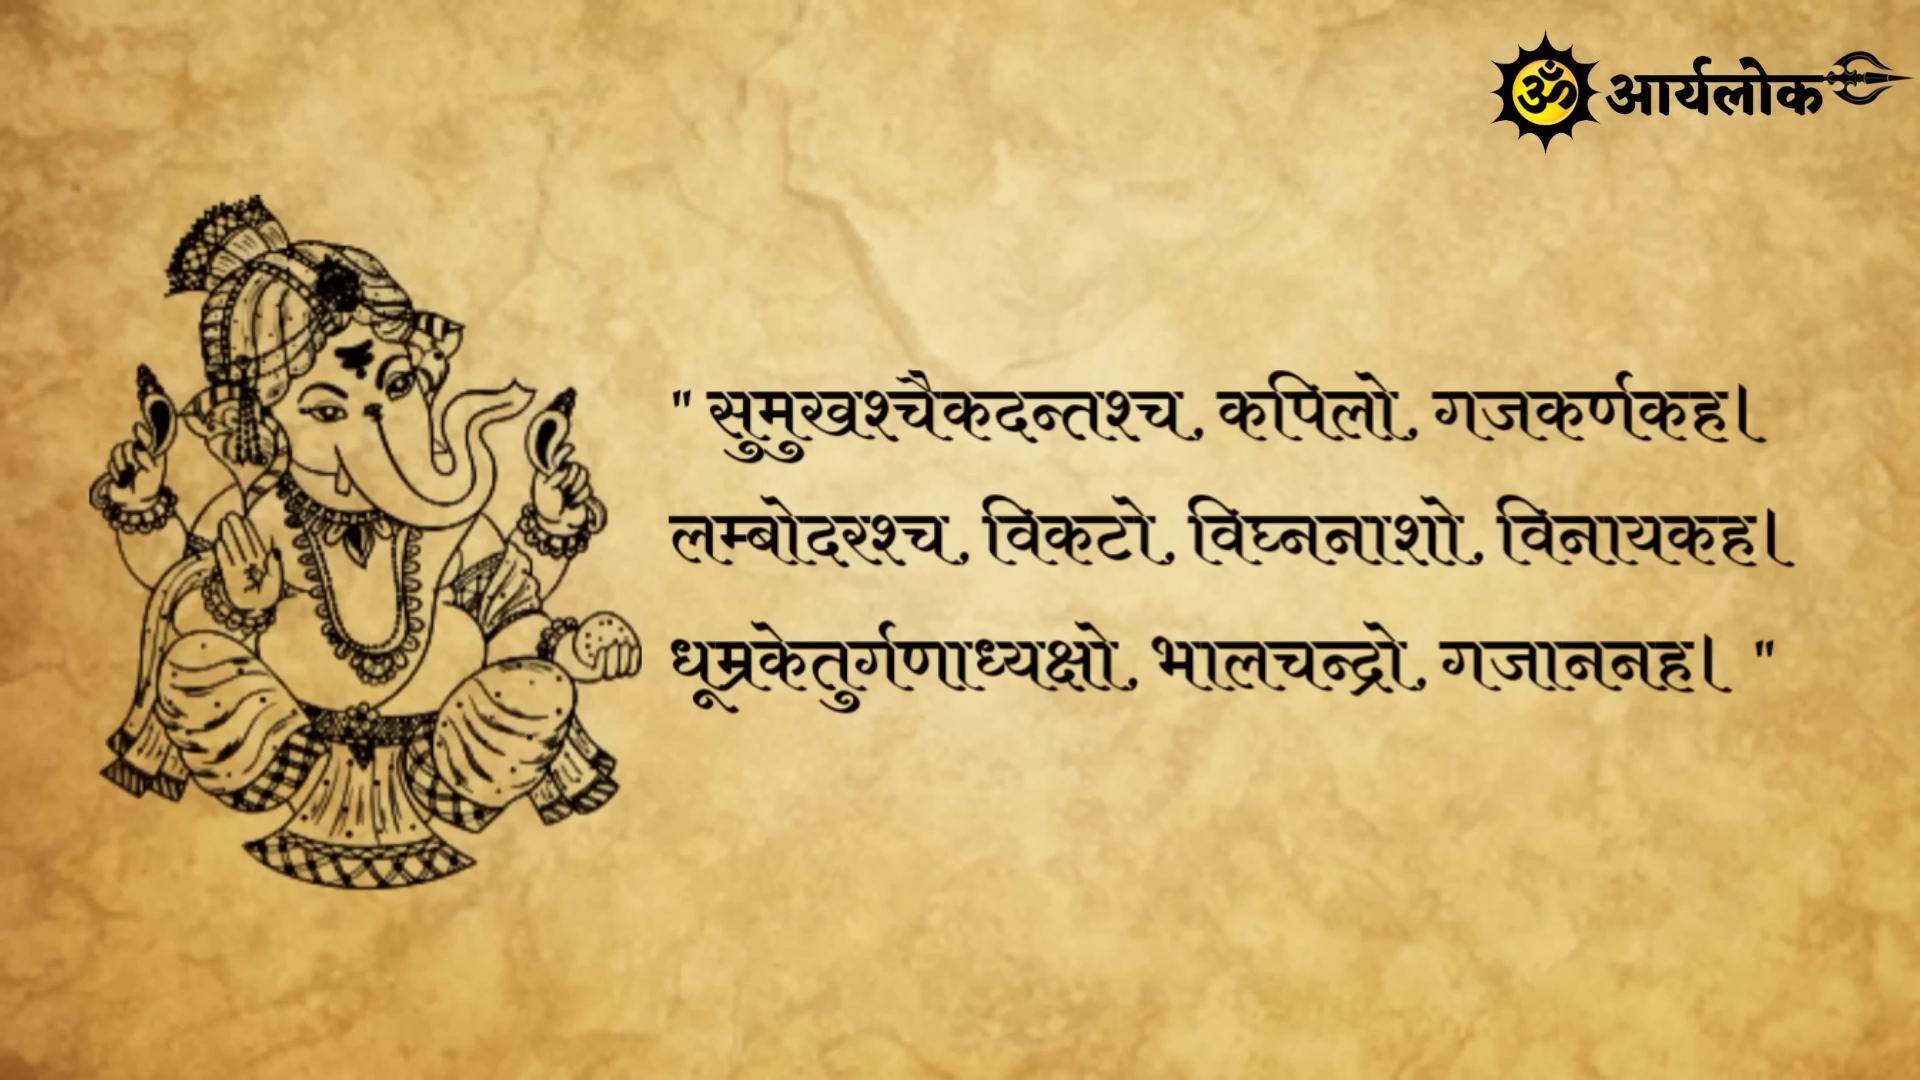 ॐ आर्यलोक
" सुमुखश्चैकदन्तश्च, कपिलो, गजकर्णकह।
लम्बोदरश्च, विकटो, विघ्ननाशो, विनायकह।
धूम्रकेतुर्गणाध्यक्षो, भालचन्द्रो, गजाननह। "